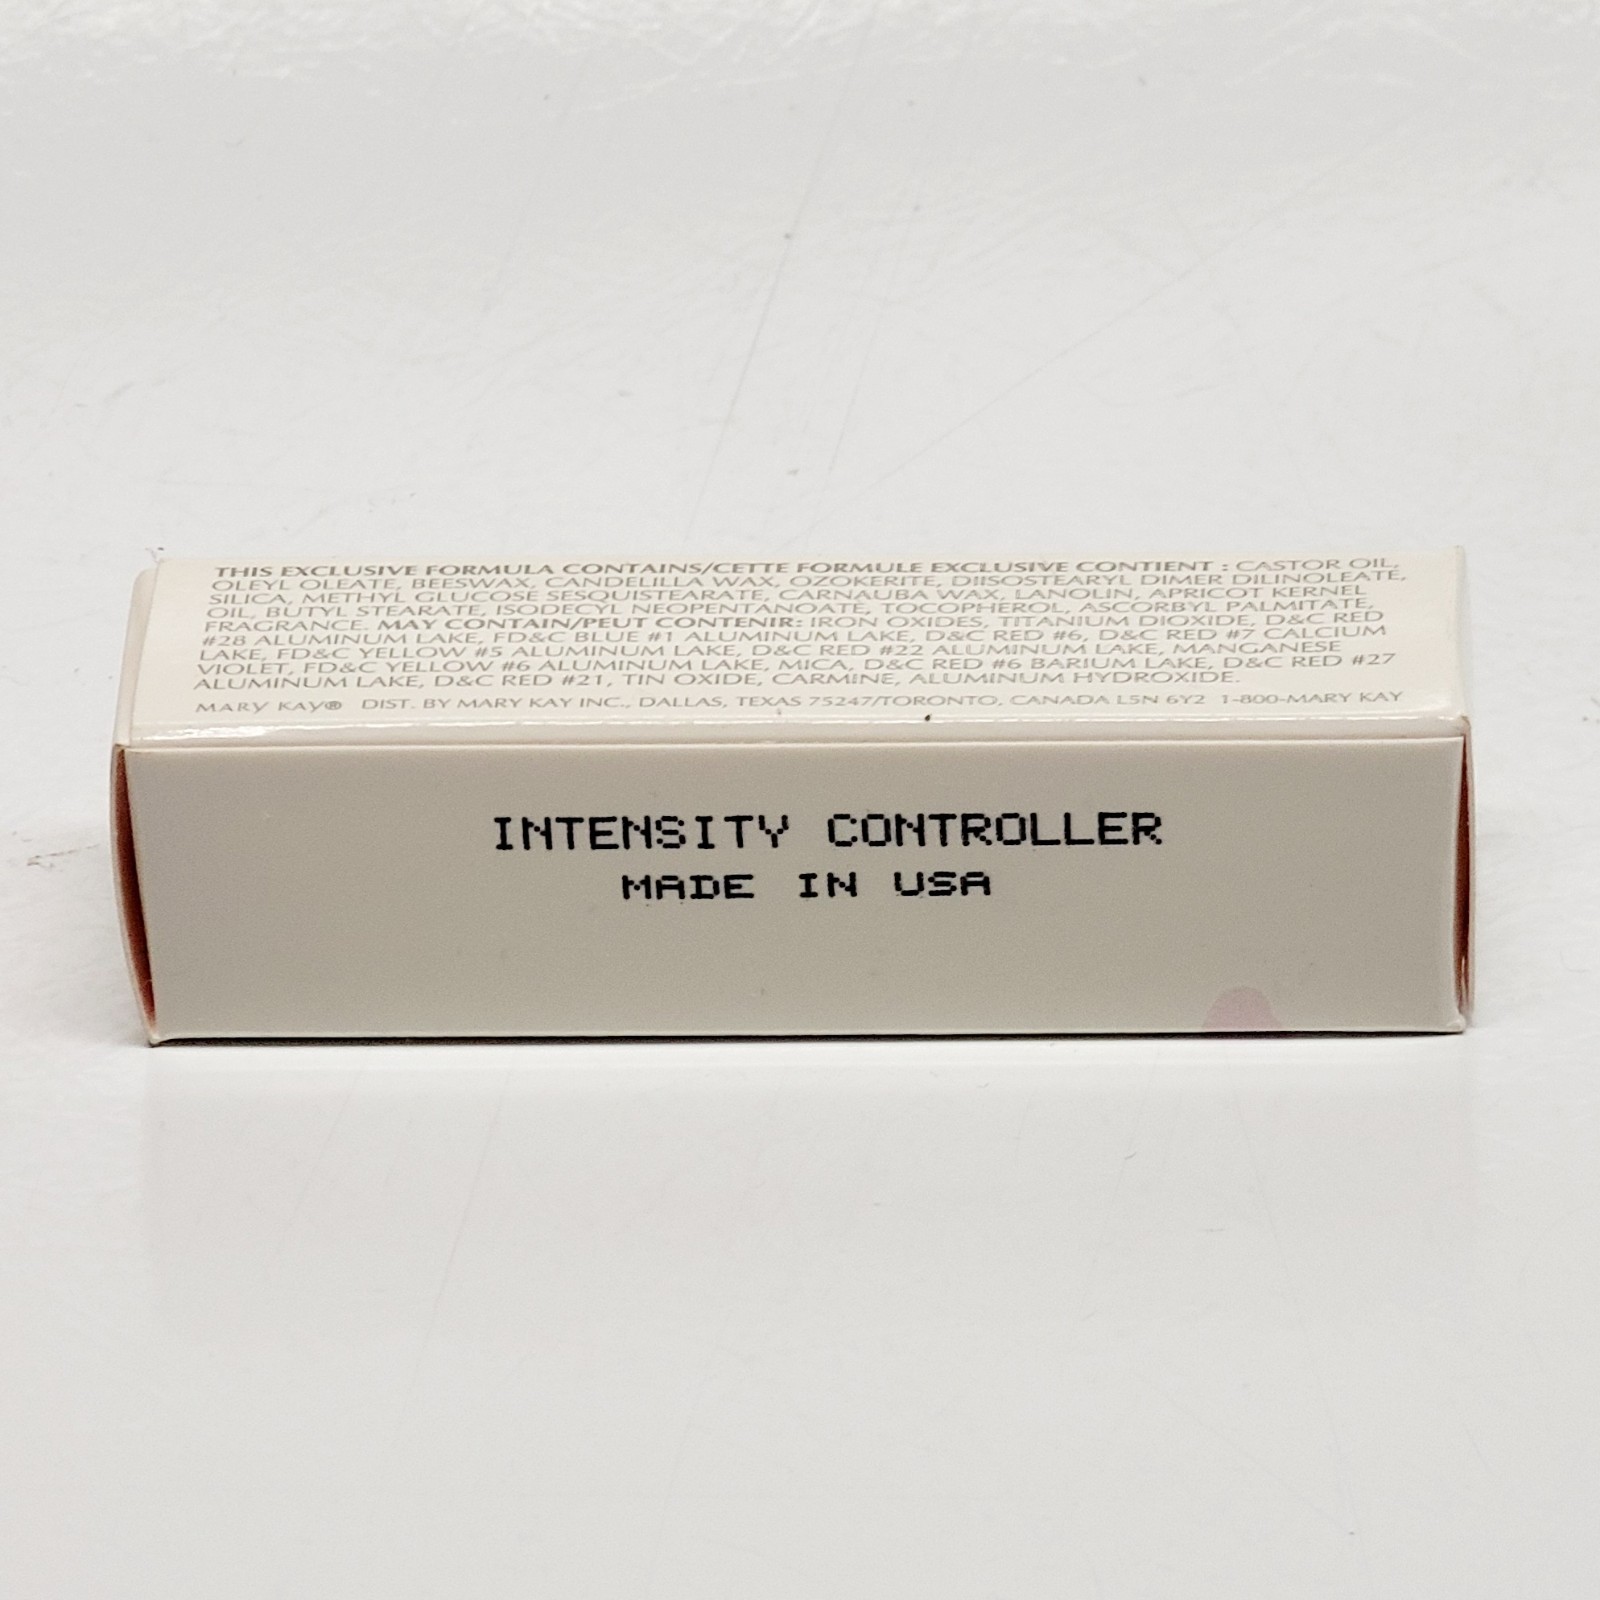 THIS EXCLUSIVE FORMULA CONTAINS/CETTE FORMULE EXCLUSIVE CONTIENT : CASTOR OIL,
OLEYL OLEATE, BEESWAX, CANDELILLA WAX, OZOKERITE, DIISOSTEARYL DIMER DILINOLEATE,
SILICA, METHYL GLUCOSE SESQUISTEARATE, CARNAUBA WAX, LANOLIN, APRICOT KERNEL
OIL, BUTYL STEARATE, ISODECYL NEOPENTANOATE, TOCOPHEROL, ASCORBYL PALMITATE,
FRAGRANCE. MAY CONTAIN/PEUT CONTENIR: IRON OXIDES, TITANIUM DIOXIDE, D&C RED
#28 ALUMINUM LAKE, FD&C BLUE #1 ALUMINUM LAKE, D&C RED #6, D&C RED #7 CALCIUM
LAKE, FD&C YELLOW #5 ALUMINUM LAKE, D&C RED #22 ALUMINUM LAKE, MANGANESE
VIOLET, FD&C YELLOW #6 ALUMINUM LAKE, MICA, D&C RED #6 BARIUM LAKE, D&C RED #27
ALUMINUM LAKE, D&C RED #21, TIN OXIDE, CARMINE, ALUMINUM HYDROXIDE.
MARY KAY® DIST. BY MARY KAY INC., DALLAS, TEXAS 75247/TORONTO, CANADA L5N 6Y2 1-800-MARY KAY
INTENSITY CONTROLLER
MADE IN USA